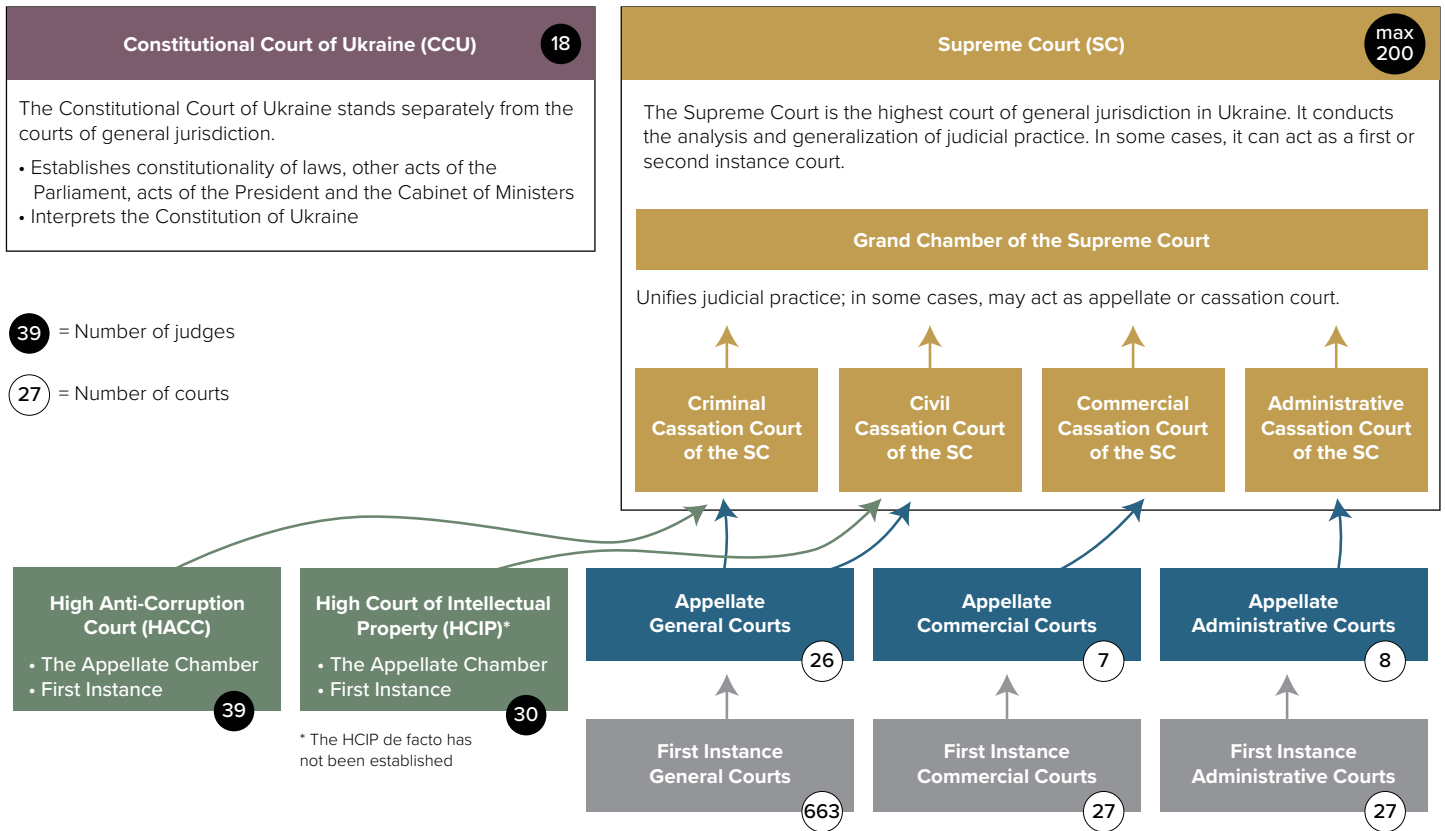 Constitutional Court of Ukraine (CCU)
18
The Constitutional Court of Ukraine stands separately from the
courts of general jurisdiction.
• Establishes constitutionality of laws, other acts of the
Parliament, acts of the President and the Cabinet of Ministers
• Interprets the Constitution of Ukraine
39 = Number of judges
27 = Number of courts
Supreme Court (SC)
max
200
The Supreme Court is the highest court of general jurisdiction in Ukraine. It conducts
the analysis and generalization of judicial practice. In some cases, it can act as a first or
second instance court.
Grand Chamber of the Supreme Court
Unifies judicial practice; in some cases, may act as appellate or cassation court.
Criminal
Cassation Court
of the SC
Civil
Cassation Court
of the SC
Commercial
Cassation Court
of the SC
Administrative
Cassation Court
of the SC
High Anti-Corruption
Court (HACC)
• The Appellate Chamber
• First Instance
39
High Court of Intellectual
Property (HCIP)*
• The Appellate Chamber
• First Instance
30
* The HCIP de facto has
not been established
Appellate
General Courts
26
Appellate
Commercial Courts
7
Appellate
Administrative Courts
8
First Instance
General Courts
663
First Instance
Commercial Courts
27
First Instance
Administrative Courts
27